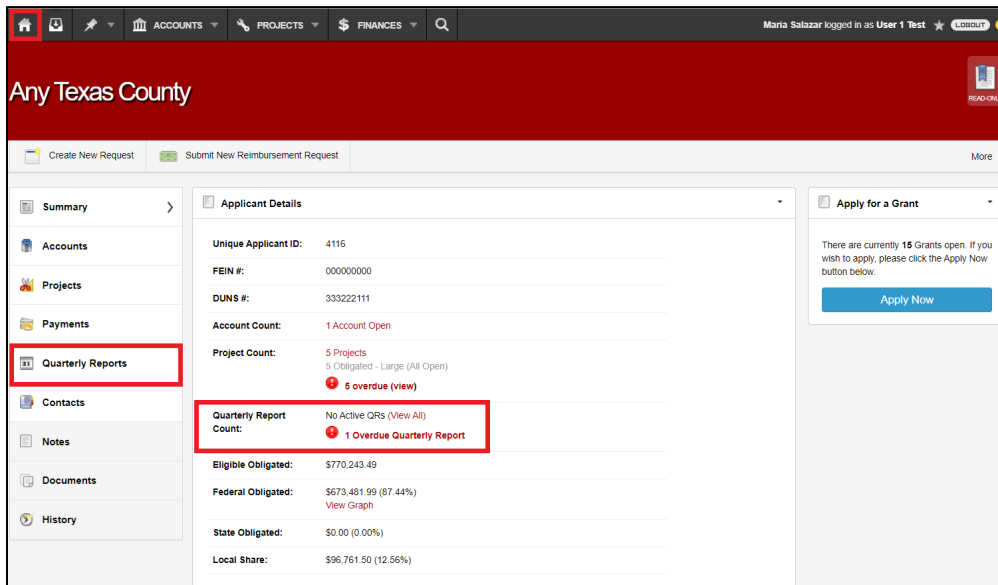 ACCOUNTS PROJECTS $ FINANCES Maria Salazar logged in as User 1 Test LOGOUT
Any Texas County
READ-ONL
Create New Request Submit New Reimbursement Request More
Summary
Accounts
Projects
Payments
31 Quarterly Reports
Contacts
Notes
Documents
History
Applicant Details
Unique Applicant ID: 4116
FEIN #: 000000000
DUNS #: 333222111
Account Count: 1 Account Open
Project Count: 5 Projects
5 Obligated - Large (All Open)
5 overdue (view)
Quarterly Report No Active QRs (View All)
Count: 1 Overdue Quarterly Report
Eligible Obligated: $770,243.49
Federal Obligated: $673,481.99 (87.44%)
View Graph
State Obligated: $0.00 (0.00%)
Local Share: $96,761.50 (12.56%)
Apply for a Grant
There are currently 15 Grants open. If you
wish to apply, please click the Apply Now
button below.
Apply Now